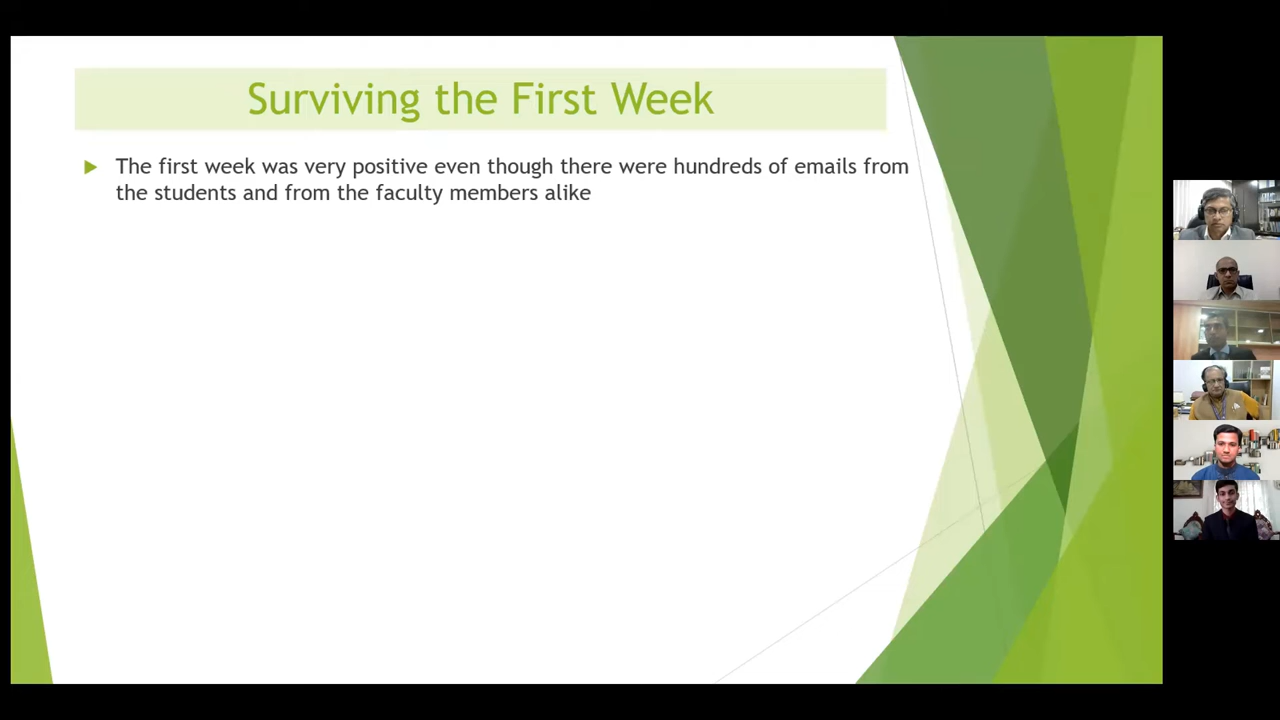 Surviving the First Week
The first week was very positive even though there were hundreds of emails from
the students and from the faculty members alike